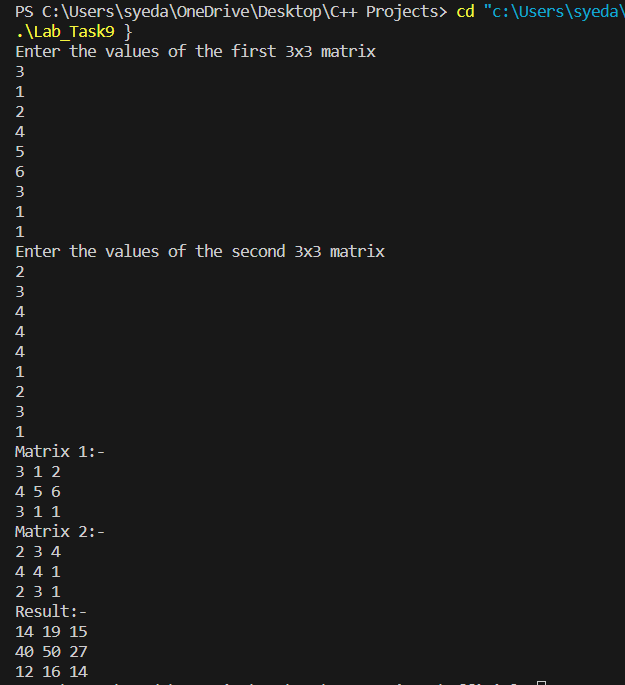 PS C:\Users\syeda\OneDrive\Desktop\C++ Projects> cd "c:\Users\syeda\
.\Lab_Task9 }
Enter the values of the first 3x3 matrix
3
1
2
4
5
6
3
1
1
Enter the values of the second 3x3 matrix
2
3
4
4
4
1
2
3
1
Matrix 1:-
3 1 2
4 5 6
3 1 1
Matrix 2:-
2 3 4
4 4 1
2 3 1
Result:-
14 19 15
40 50 27
12 16 14